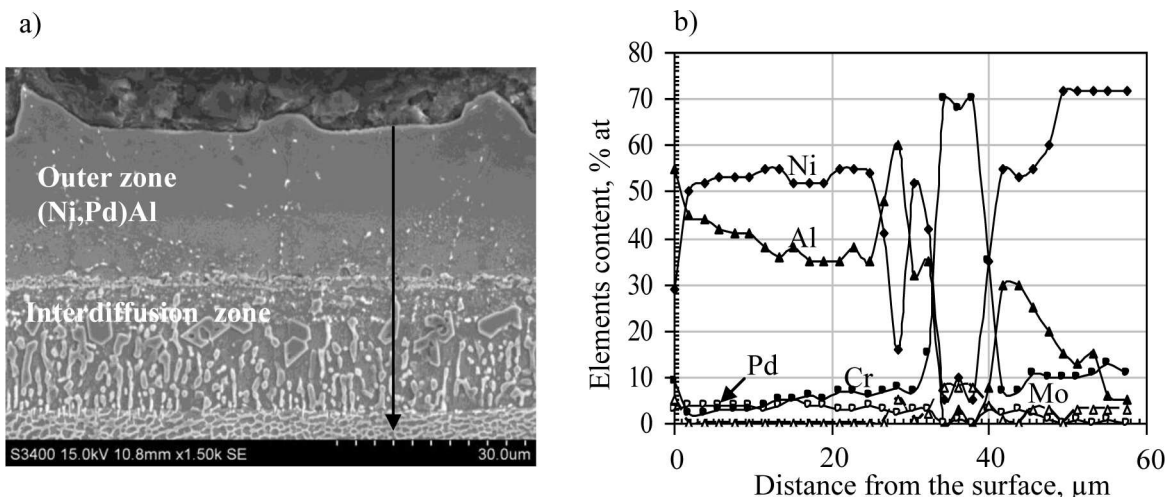 a)
Outer zone
(Ni,Pd)Al
Interdiffusion zone
S3400 15.0kV 10.8mm x1.50k SE
30.0um
b)
Elements content, % at
80
70
60
50
40
30
20
10
0
Ni
Al
Pd
Cr
Mo
0
20
40
60
Distance from the surface, µm